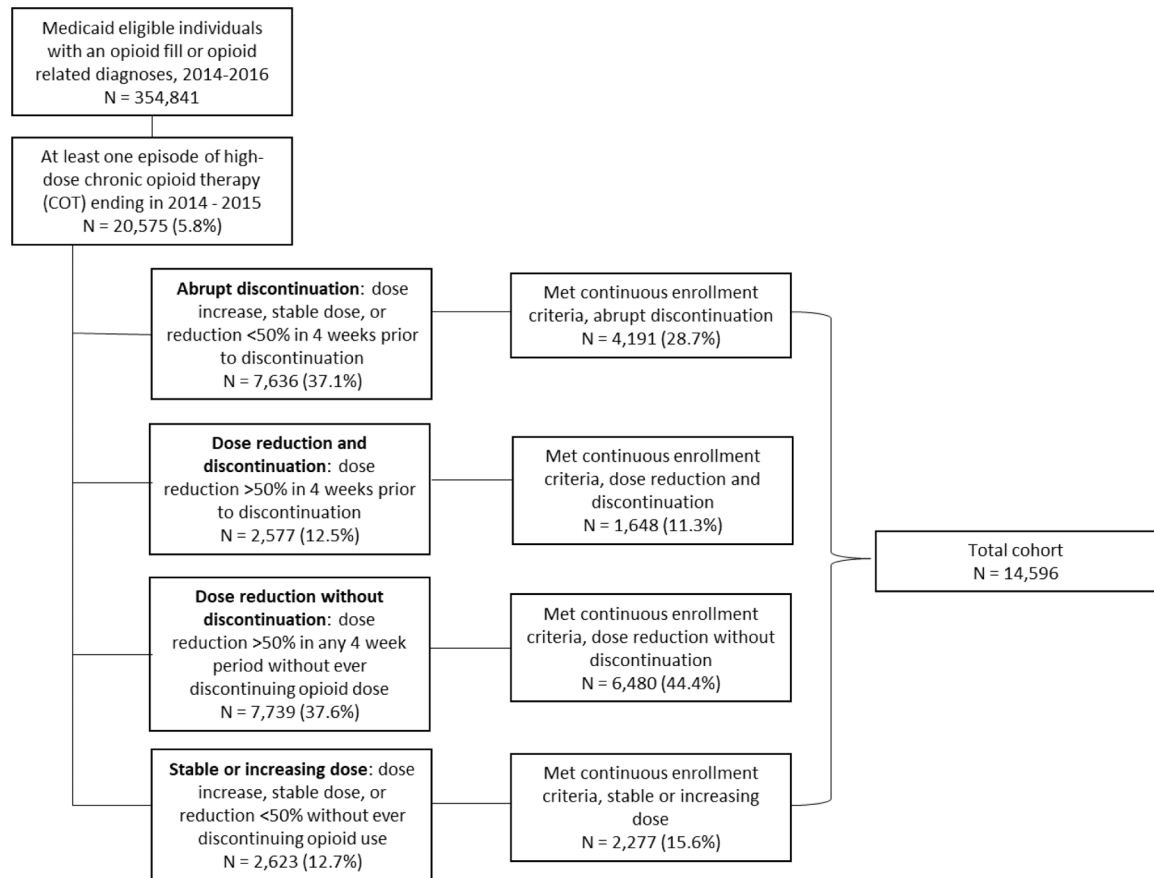 Medicaid eligible individuals
with an opioid fill or opioid
related diagnoses, 2014-2016
N = 354,841
At least one episode of high-
dose chronic opioid therapy
(COT) ending in 2014 - 2015
N = 20,575 (5.8%)
Abrupt discontinuation: dose
increase, stable dose, or
reduction <50% in 4 weeks prior
to discontinuation
N = 7,636 (37.1%)
Met continuous enrollment
criteria, abrupt discontinuation
N = 4,191 (28.7%)
Dose reduction and
discontinuation: dose
reduction >50% in 4 weeks prior
to discontinuation
N = 2,577 (12.5%)
Met continuous enrollment
criteria, dose reduction and
discontinuation
N = 1,648 (11.3%)
Dose reduction without
discontinuation: dose
reduction >50% in any 4 week
period without ever
discontinuing opioid dose
N = 7,739 (37.6%)
Met continuous enrollment
criteria, dose reduction without
discontinuation
N = 6,480 (44.4%)
Stable or increasing dose: dose
increase, stable dose, or
reduction <50% without ever
discontinuing opioid use
N = 2,623 (12.7%)
Met continuous enrollment
criteria, stable or increasing
dose
N = 2,277 (15.6%)
Total cohort
N = 14,596